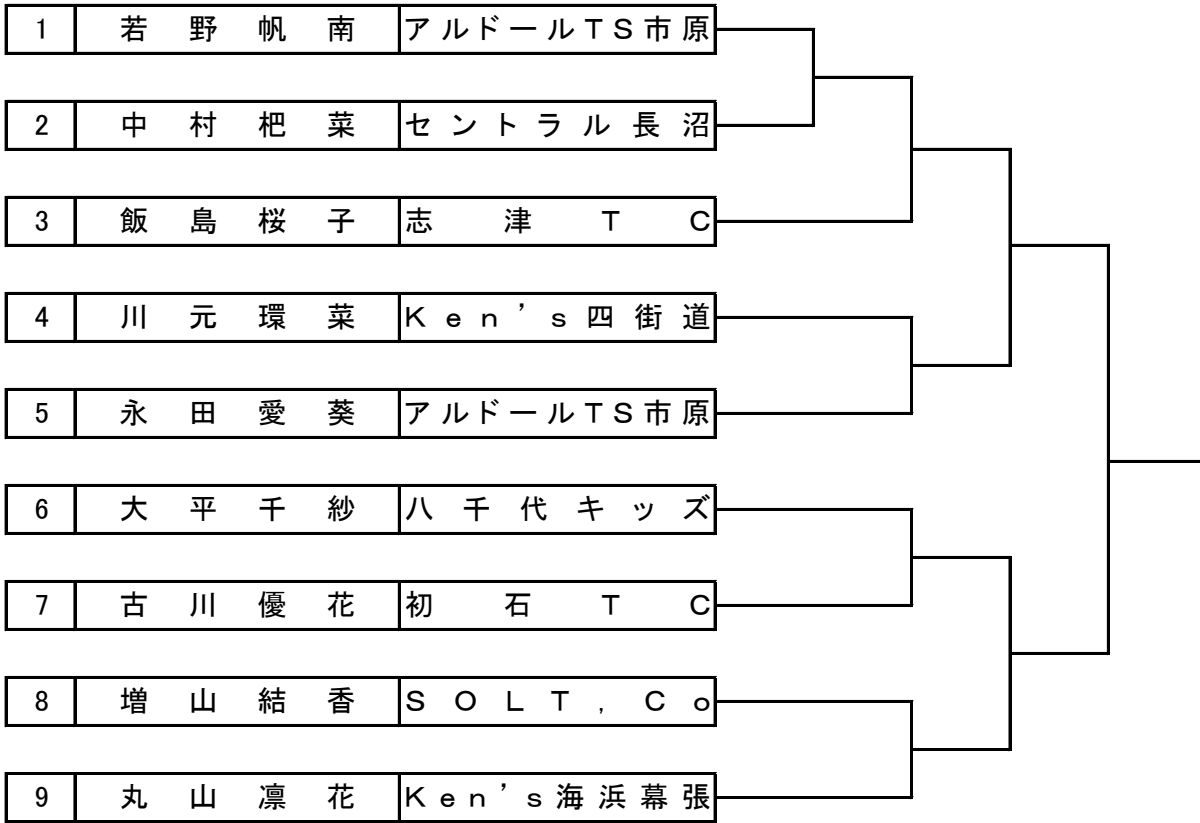 1 若野帆南 アルドールTS市原
2 中村杷菜 セントラル長沼
3 飯島桜子 志津TC
4 川元環菜 Ken's四街道
5 永田愛葵 アルドールTS市原
6 大平千紗 八千代キッズ
7 古川優花 初石TC
8 増山結香 SOLT,Co
9 丸山凛花 Ken's海浜幕張